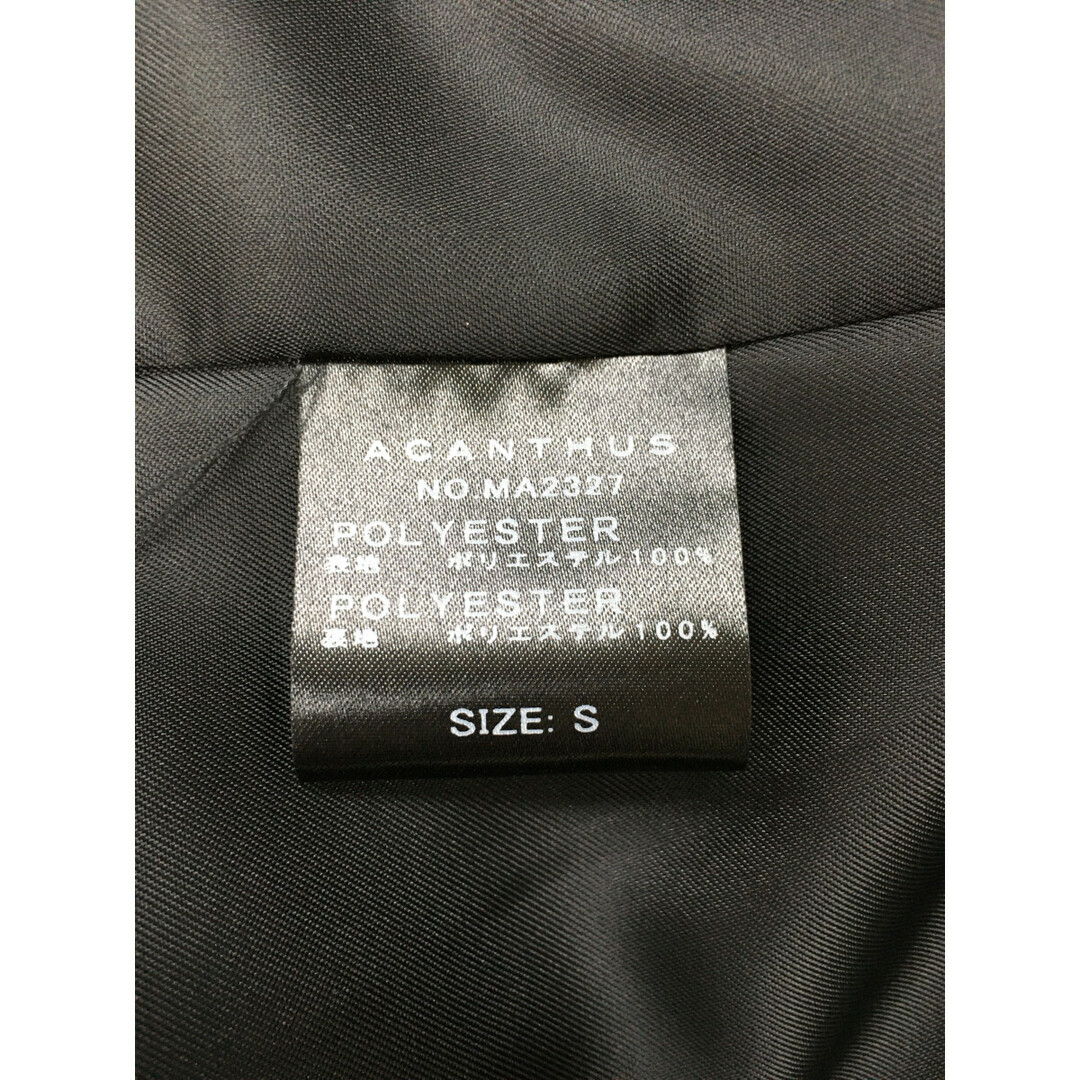 ACANTHUS
NO MA2327
POLYESTER
表地 ポリエステル100%
POLYESTER
裏地 ポリエステル100%
SIZE: S